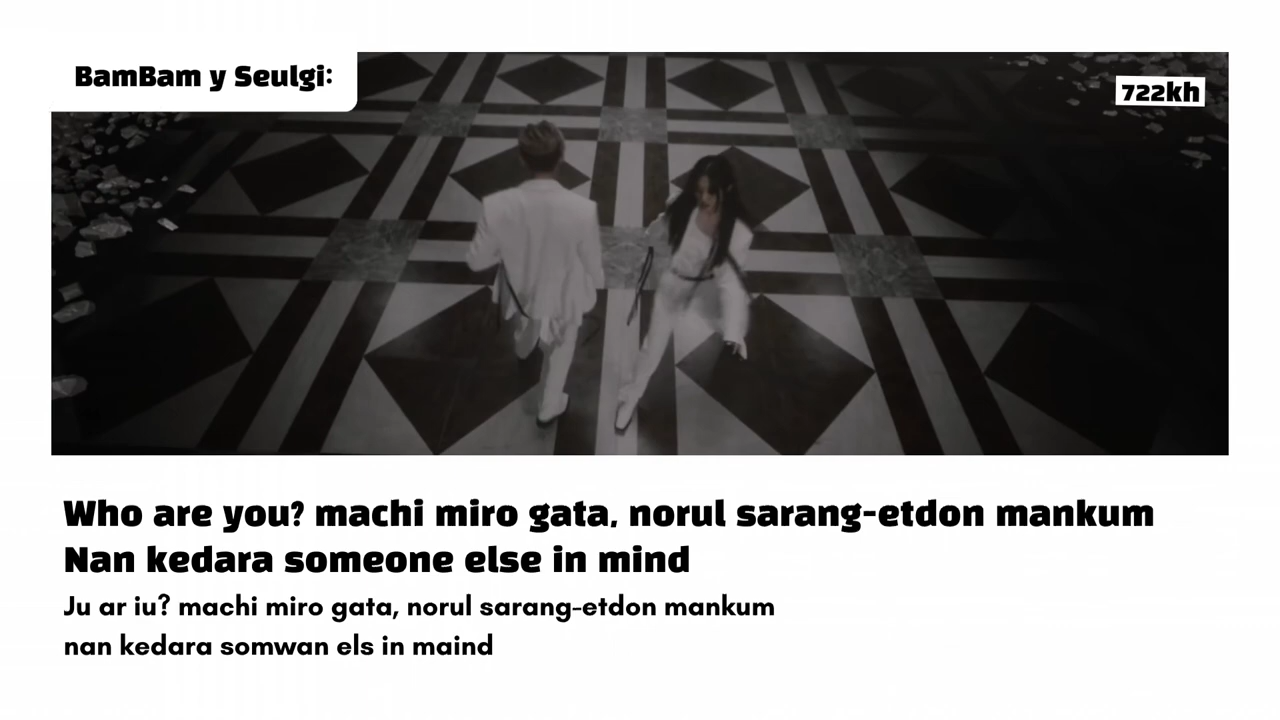 BamBam y Seulgi:
722kh
Who are you? machi miro gata, norul sarang-etdon mankum
Nan kedara someone else in mind
Ju ar iu? machi miro gata, norul sarang-etdon mankum
nan kedara somwan els in maind